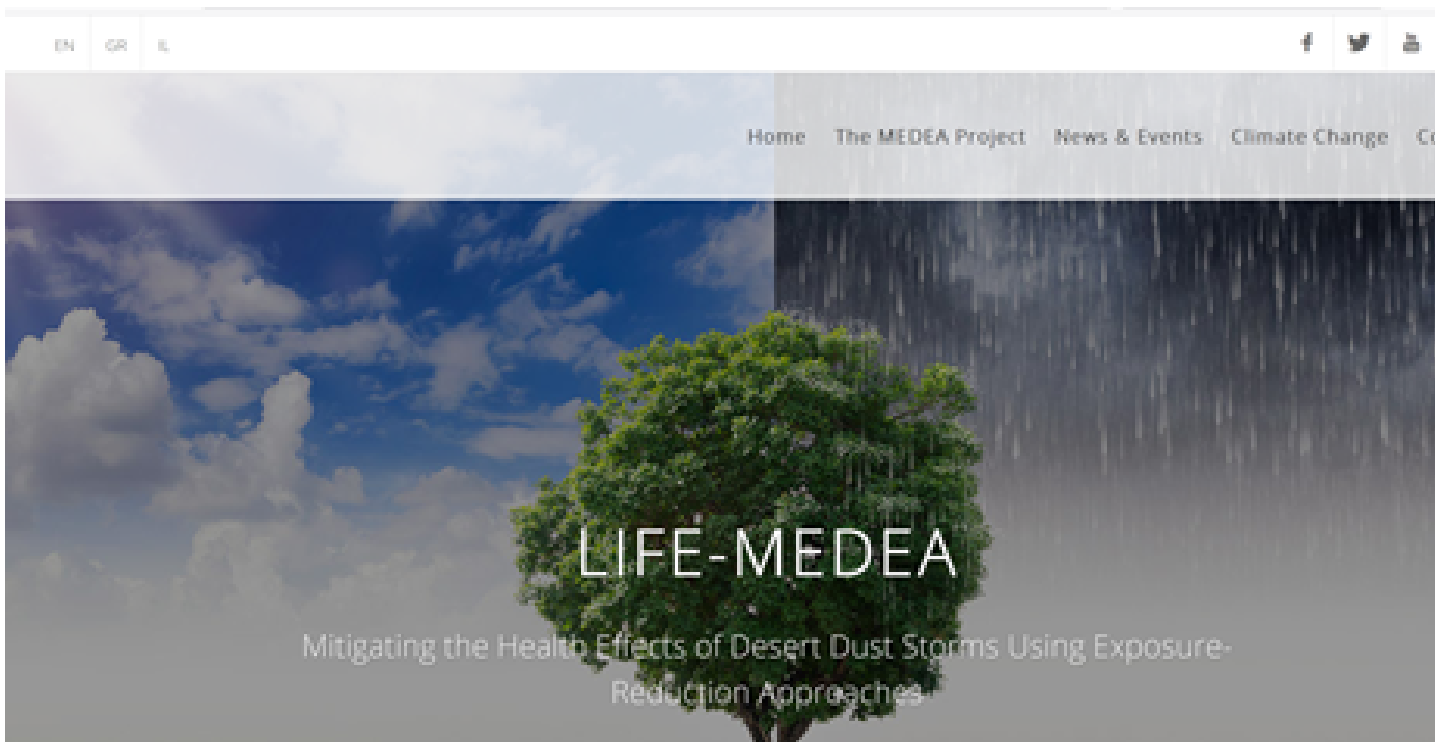 EN GR IL
Home The MEDEA Project News & Events Climate Change Co
LIFE-MEDEA
Mitigating the Health Effects of Desert Dust Storms Using Exposure-
Reduction Approaches